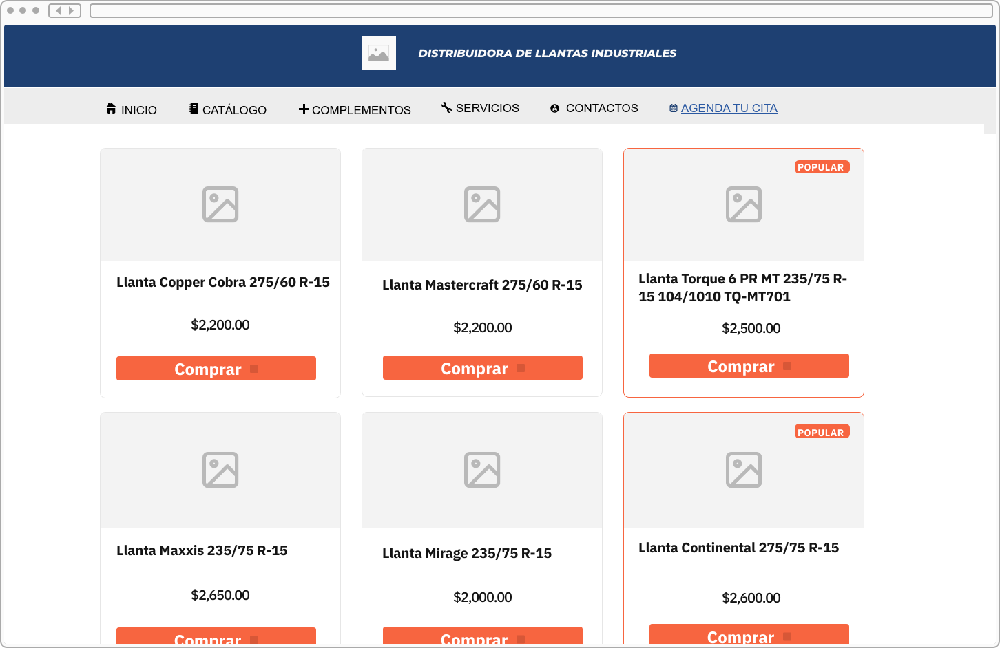 DISTRIBUIDORA DE LLANTAS INDUSTRIALES
INICIO
CATÁLOGO
COMPLEMENTOS
SERVICIOS
CONTACTOS
AGENDA TU CITA
POPULAR
Llanta Copper Cobra 275/60 R-15
$2,200.00
Comprar
Llanta Mastercraft 275/60 R-15
$2,200.00
Comprar
Llanta Torque 6 PR MT 235/75 R-
15 104/1010 TQ-MT701
$2,500.00
Comprar
POPULAR
Llanta Maxxis 235/75 R-15
$2,650.00
Comprar
Llanta Mirage 235/75 R-15
$2,000.00
Comprar
Llanta Continental 275/75 R-15
$2,600.00
Comprar